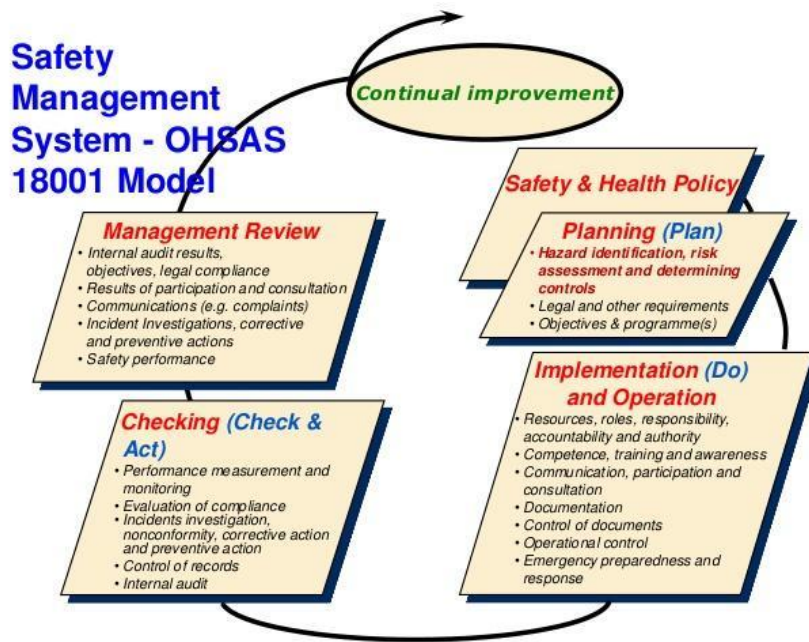 Safety
Management
System - OHSAS
18001 Model
Continual improvement
Safety & Health Policy
Planning (Plan)
• Hazard identification, risk
assessment and determining
controls
• Legal and other requirements
• Objectives & programme(s)
Implementation (Do)
and Operation
• Resources, roles, responsibility,
accountability and authority
• Competence, training and awareness
• Communication, participation and
consultation
• Documentation
• Control of documents
• Operational control
• Emergency preparedness and
response
Checking (Check &
Act)
• Performance measurement and
monitoring
• Evaluation of compliance
• Incidents investigation,
nonconformity, corrective action
and preventive action
• Control of records
• Internal audit
Management Review
• Internal audit results,
objectives, legal compliance
• Results of participation and consultation
• Communications (e.g. complaints)
• Incident Investigations, corrective
and preventive actions
• Safety performance